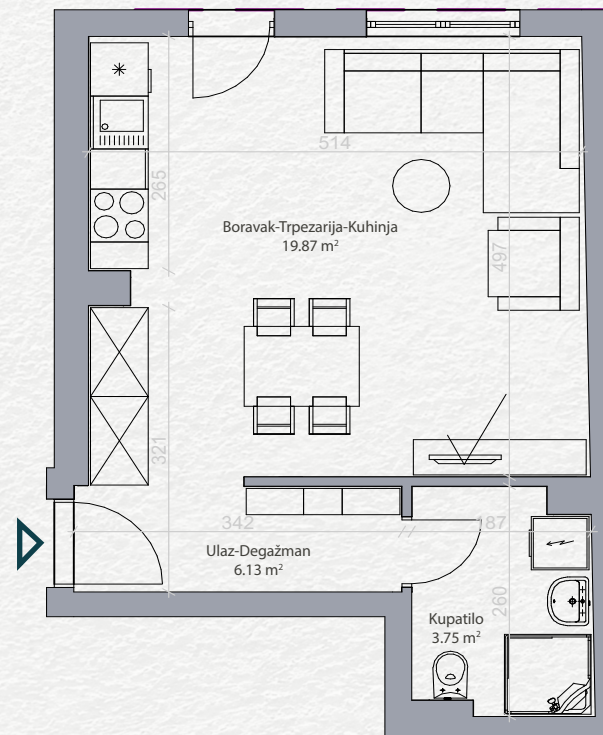 514
265
Boravak-Trpezarija-Kuhinja
19.87 m²
497
321
342
187
Ulaz-Degažman
6.13 m²
260
Kupatilo
3.75 m²